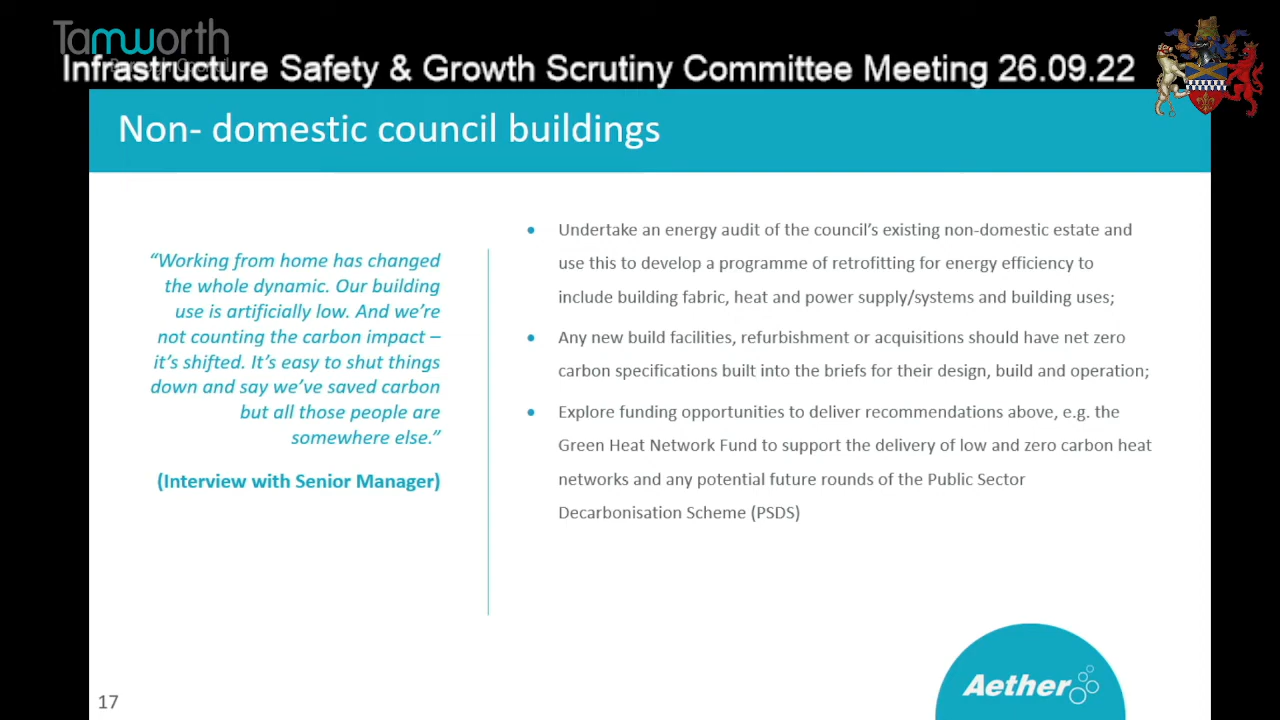 Tamworth
Borough Council
Infrastructure Safety & Growth Scrutiny Committee Meeting 26.09.22
Non- domestic council buildings
“Working from home has changed
the whole dynamic. Our building
use is artificially low. And we’re
not counting the carbon impact –
it’s shifted. It’s easy to shut things
down and say we’ve saved carbon
but all those people are
somewhere else.”
(Interview with Senior Manager)
• Undertake an energy audit of the council’s existing non-domestic estate and
use this to develop a programme of retrofitting for energy efficiency to
include building fabric, heat and power supply/systems and building uses;
• Any new build facilities, refurbishment or acquisitions should have net zero
carbon specifications built into the briefs for their design, build and operation;
• Explore funding opportunities to deliver recommendations above, e.g. the
Green Heat Network Fund to support the delivery of low and zero carbon heat
networks and any potential future rounds of the Public Sector
Decarbonisation Scheme (PSDS)
Aether
17